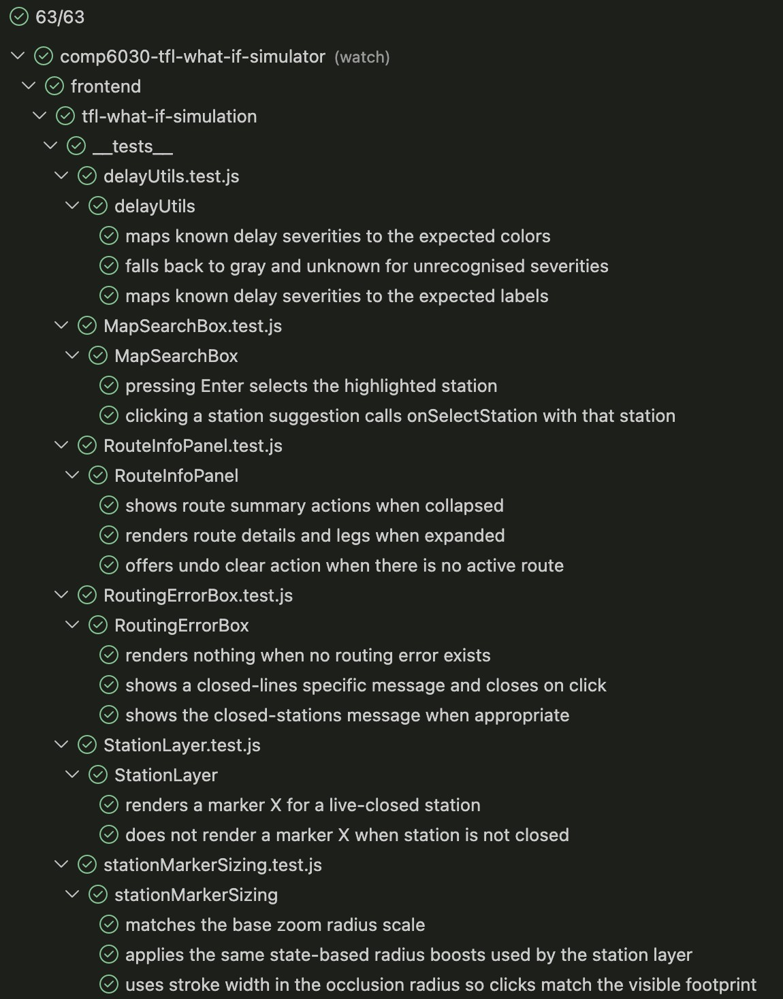 63/63
comp6030-tfl-what-if-simulator (watch)
frontend
tfl-what-if-simulation
__tests__
delayUtils.test.js
delayUtils
maps known delay severities to the expected colors
falls back to gray and unknown for unrecognised severities
maps known delay severities to the expected labels
MapSearchBox.test.js
MapSearchBox
pressing Enter selects the highlighted station
clicking a station suggestion calls onSelectStation with that station
RouteInfoPanel.test.js
RouteInfoPanel
shows route summary actions when collapsed
renders route details and legs when expanded
offers undo clear action when there is no active route
RoutingErrorBox.test.js
RoutingErrorBox
renders nothing when no routing error exists
shows a closed-lines specific message and closes on click
shows the closed-stations message when appropriate
StationLayer.test.js
StationLayer
renders a marker X for a live-closed station
does not render a marker X when station is not closed
stationMarkerSizing.test.js
stationMarkerSizing
matches the base zoom radius scale
applies the same state-based radius boosts used by the station layer
uses stroke width in the occlusion radius so clicks match the visible footprint